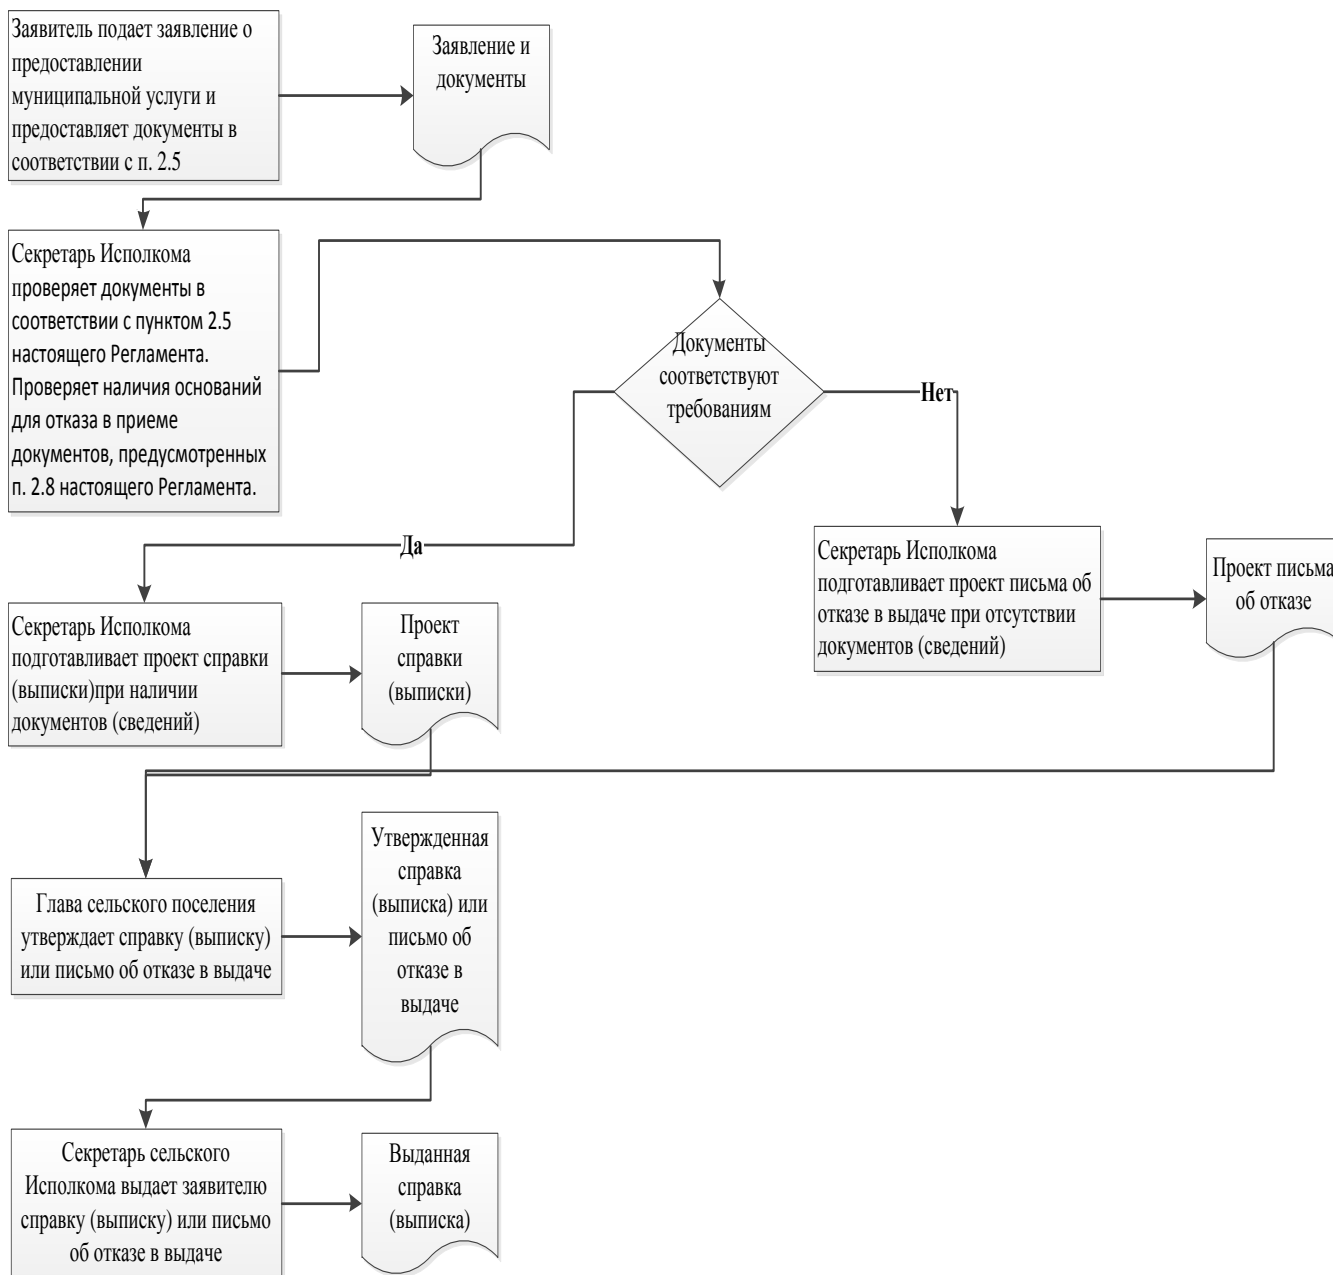 Заявитель подает заявление о
предоставлении
муниципальной услуги и
предоставляет документы в
соответствии с п. 2.5
Заявление и
документы
Секретарь Исполкома
проверяет документы в
соответствии с пунктом 2.5
настоящего Регламента.
Проверяет наличия оснований
для отказа в приеме
документов, предусмотренных
п. 2.8 настоящего Регламента.
Документы
соответствуют
требованиям
Нет
Да
Секретарь Исполкома
подготавливает проект письма об
отказе в выдаче при отсутствии
документов (сведений)
Проект письма
об отказе
Секретарь Исполкома
подготавливает проект справки
(выписки)при наличии
документов (сведений)
Проект
справки
(выписки)
Глава сельского поселения
утверждает справку (выписку)
или письмо об отказе в выдаче
Утвержденная
справка
(выписка) или
письмо об
отказе в
выдаче
Секретарь сельского
Исполкома выдает заявителю
справку (выписку) или письмо
об отказе в выдаче
Выданная
справка
(выписка)